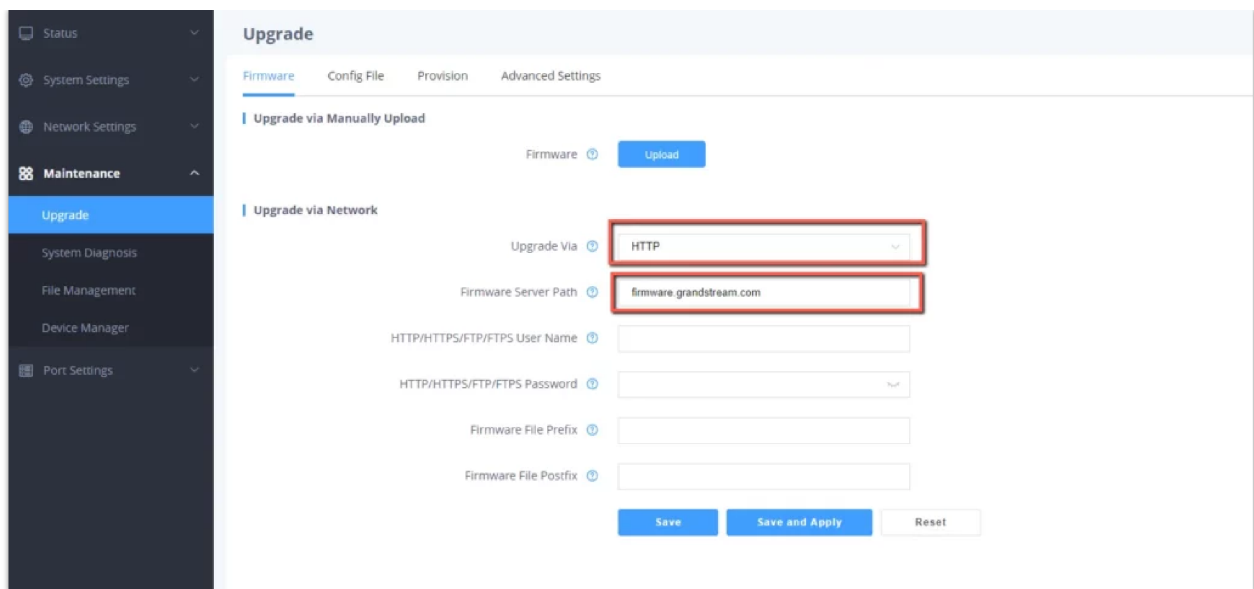 Status
System Settings
Network Settings
Maintenance
Upgrade
System Diagnosis
File Management
Device Manager
Port Settings
Upgrade
Firmware Config File Provision Advanced Settings
Upgrade via Manually Upload
Firmware Upload
Upgrade via Network
Upgrade Via HTTP
Firmware Server Path firmware.grandstream.com
HTTP/HTTPS/FTP/FTPS User Name
HTTP/HTTPS/FTP/FTPS Password
Firmware File Prefix
Firmware File Postfix
Save Save and Apply Reset